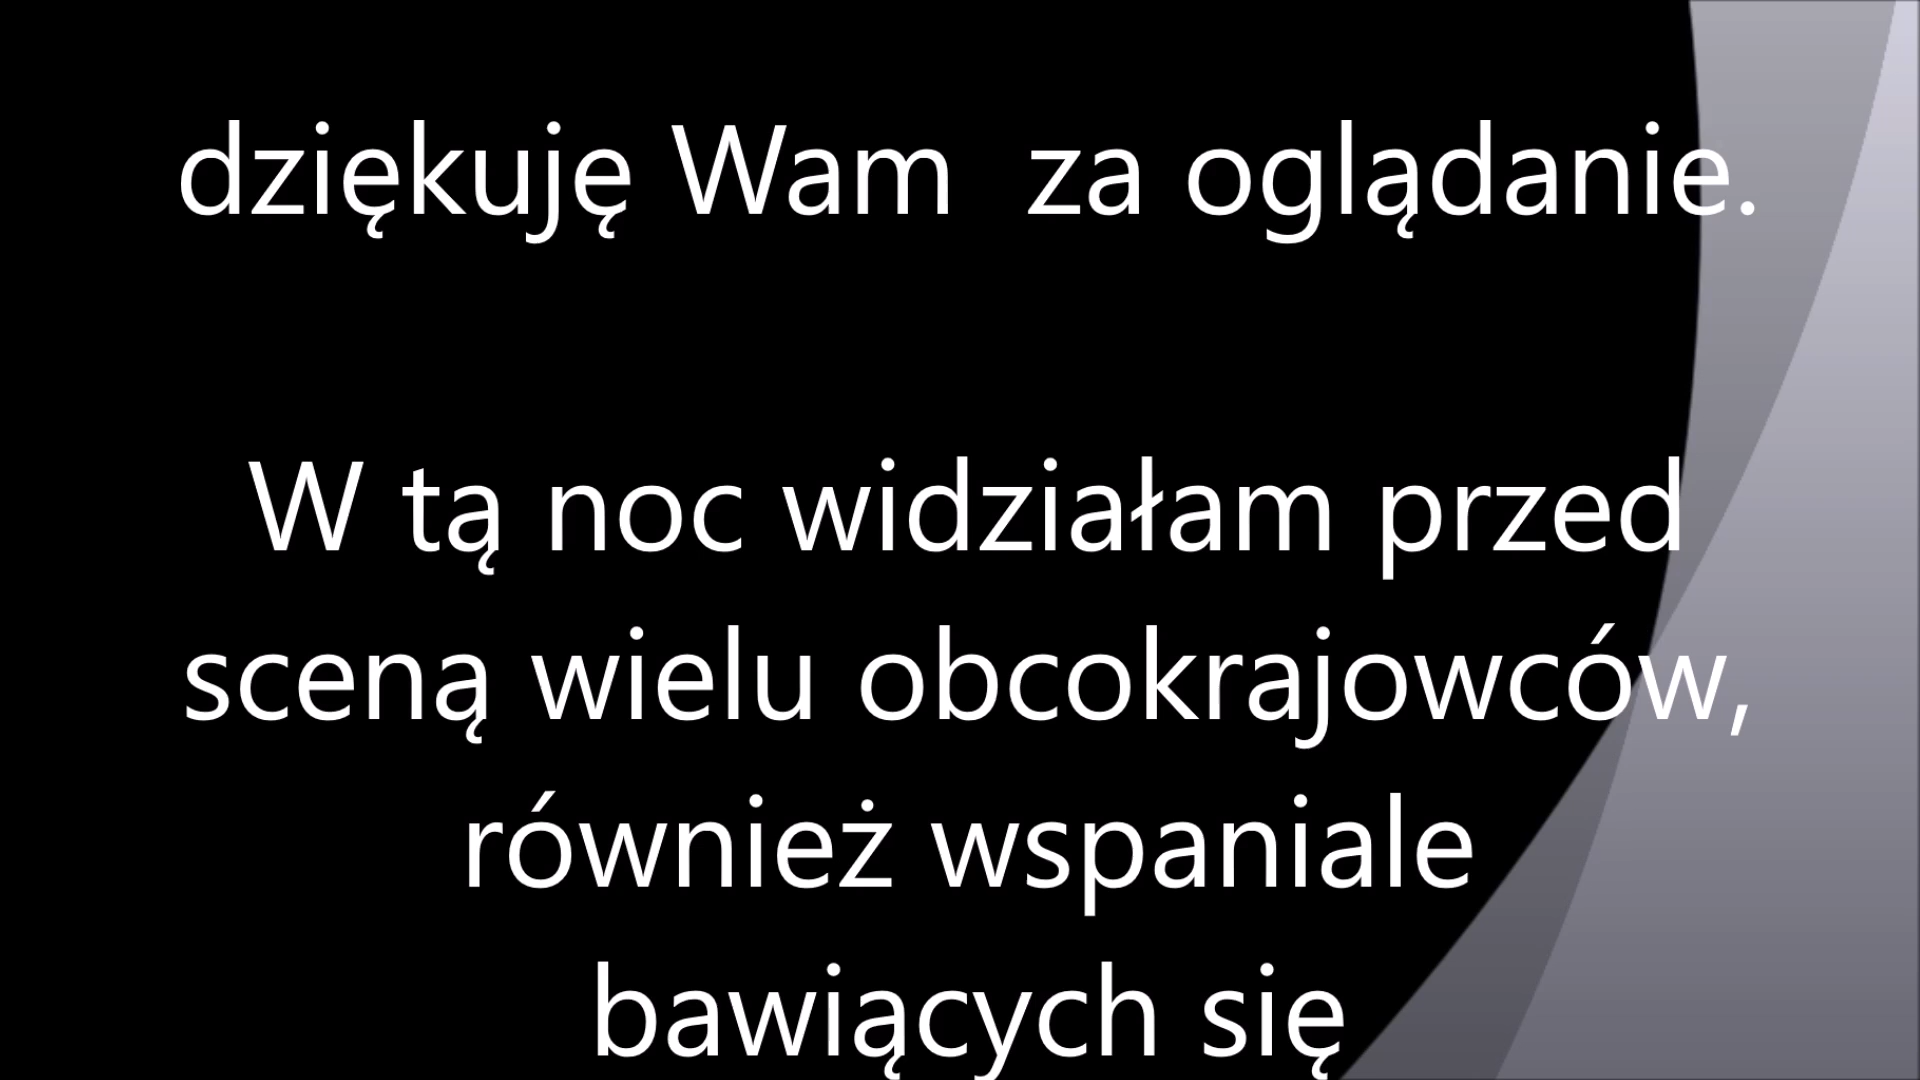 dziękuję Wam  za oglądanie.
W tą noc widziałam przed
sceną wielu obcokrajowców,
również wspaniale
bawiących się